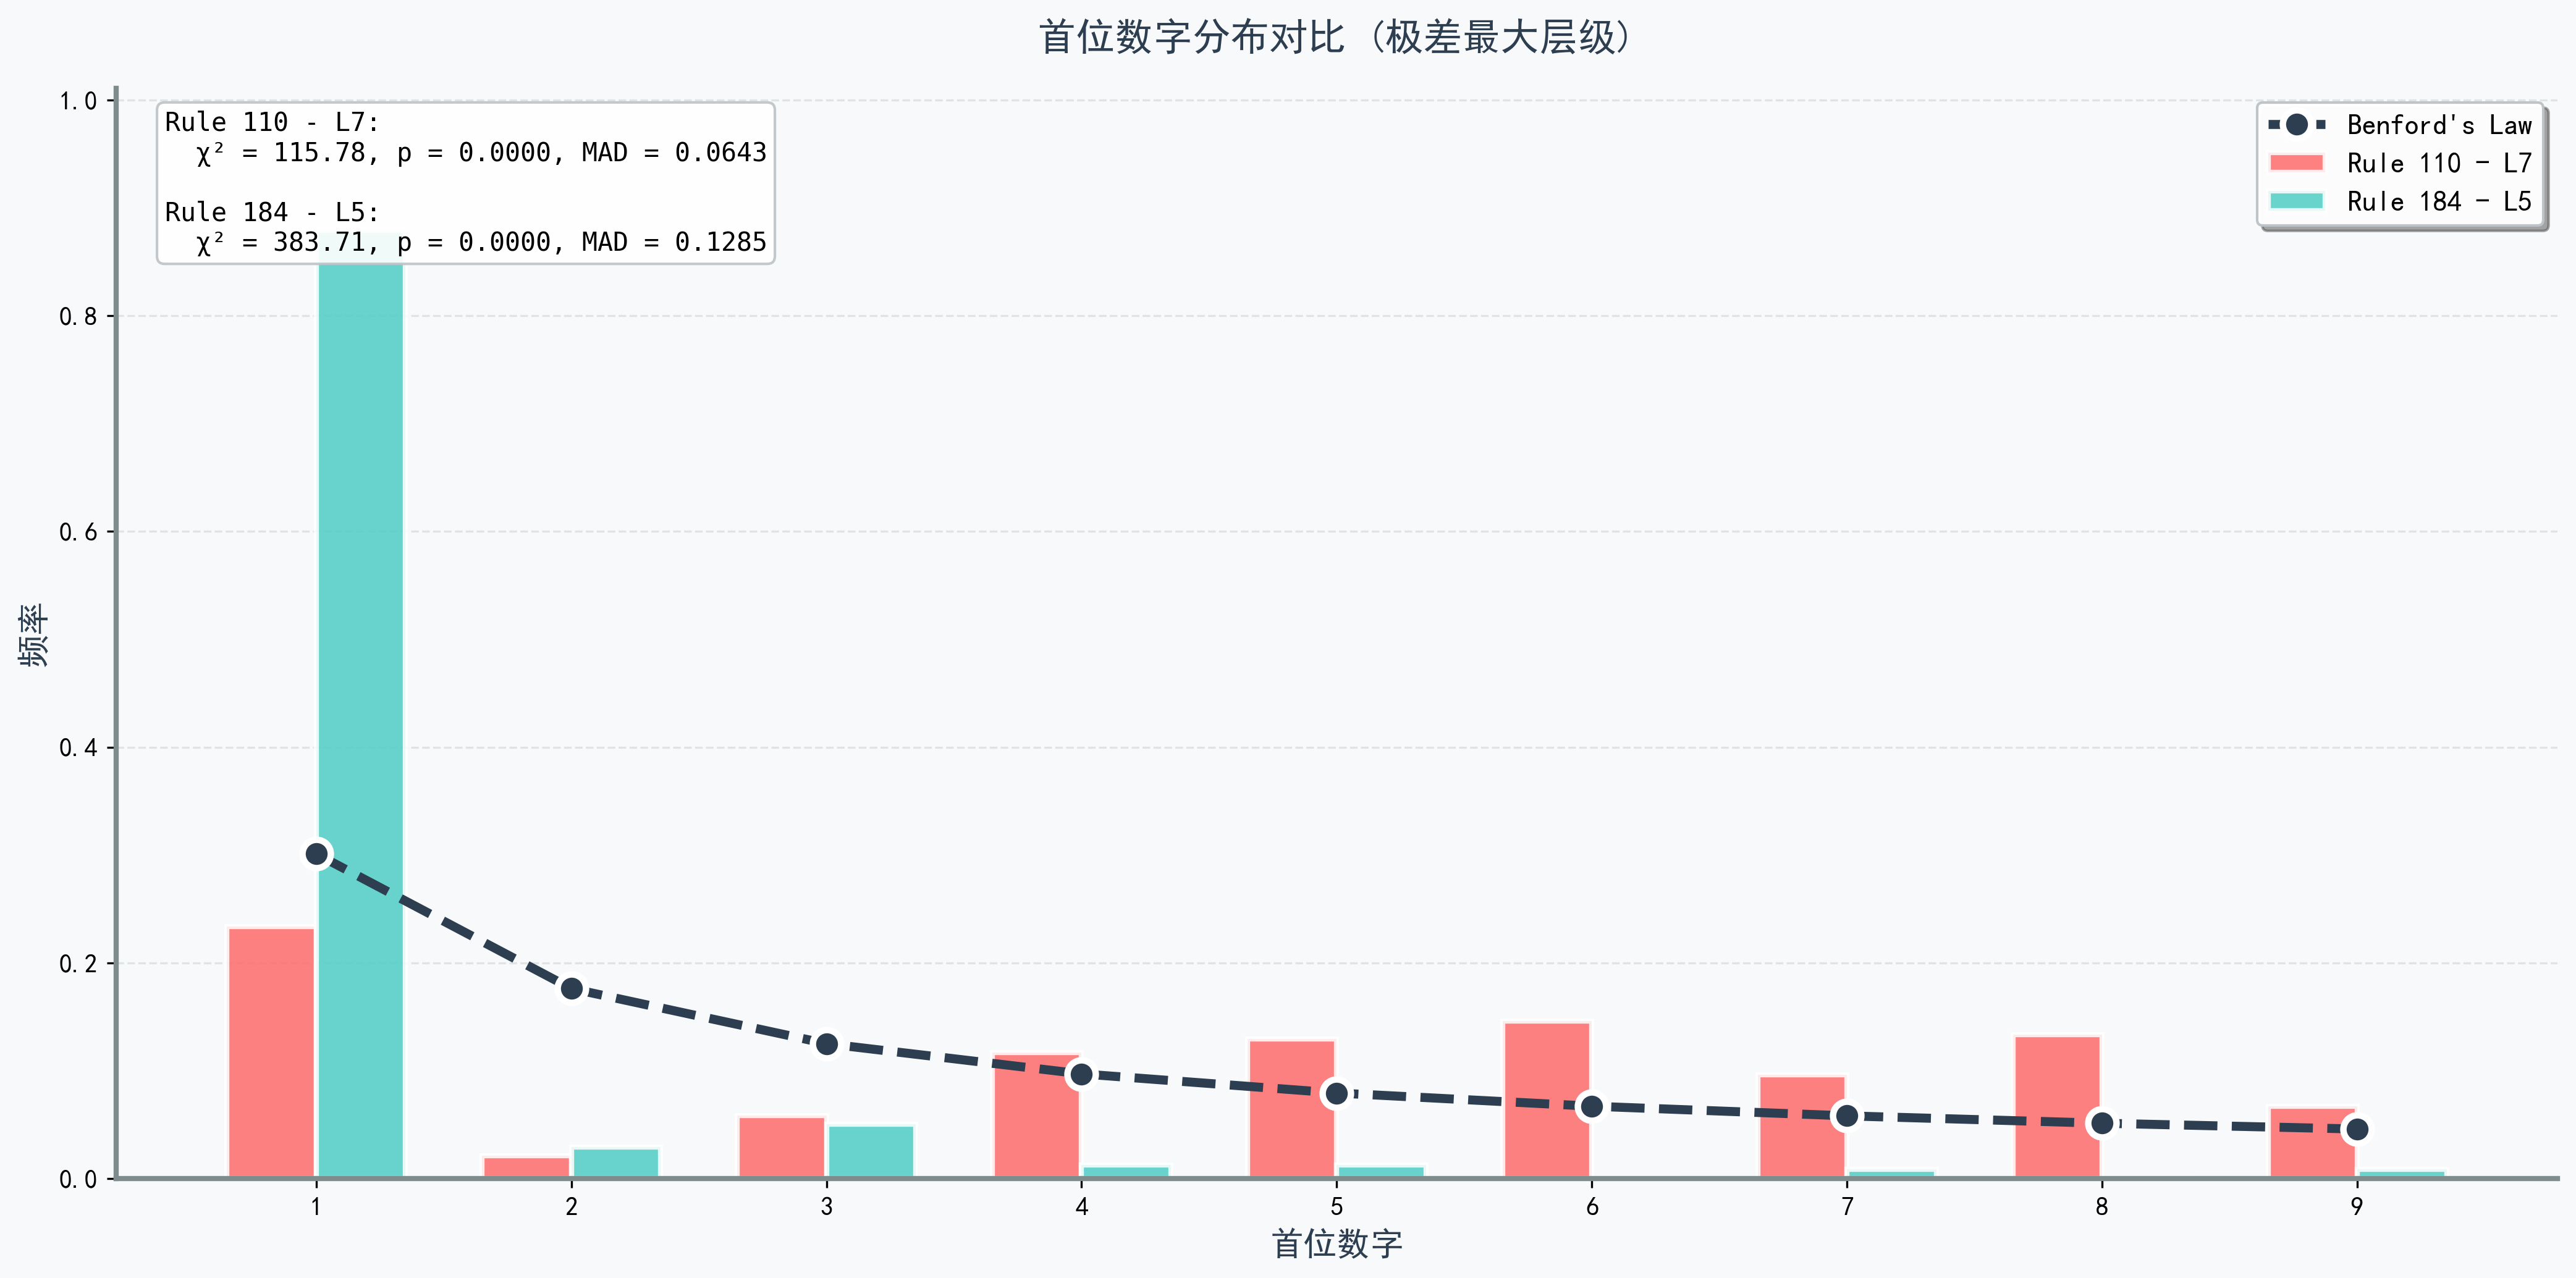 首位数字分布对比 (极差最大层级)
Rule 110 - L7:
χ² = 115.78, p = 0.0000, MAD = 0.0643
Rule 184 - L5:
χ² = 383.71, p = 0.0000, MAD = 0.1285
Benford's Law
Rule 110 - L7
Rule 184 - L5
频率
1.0
0.8
0.6
0.4
0.2
0.0
1 2 3 4 5 6 7 8 9
首位数字